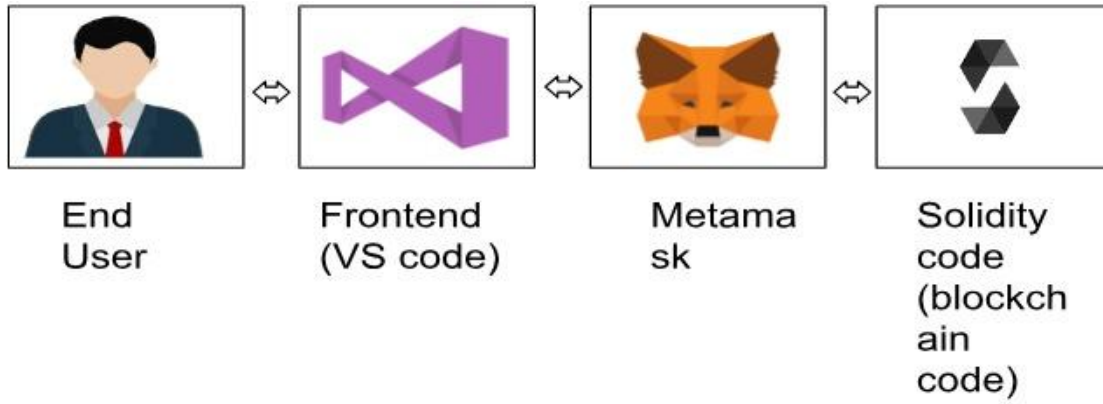 End
User
Frontend
(VS code)
Metama
sk
Solidity
code
(blockch
ain
code)